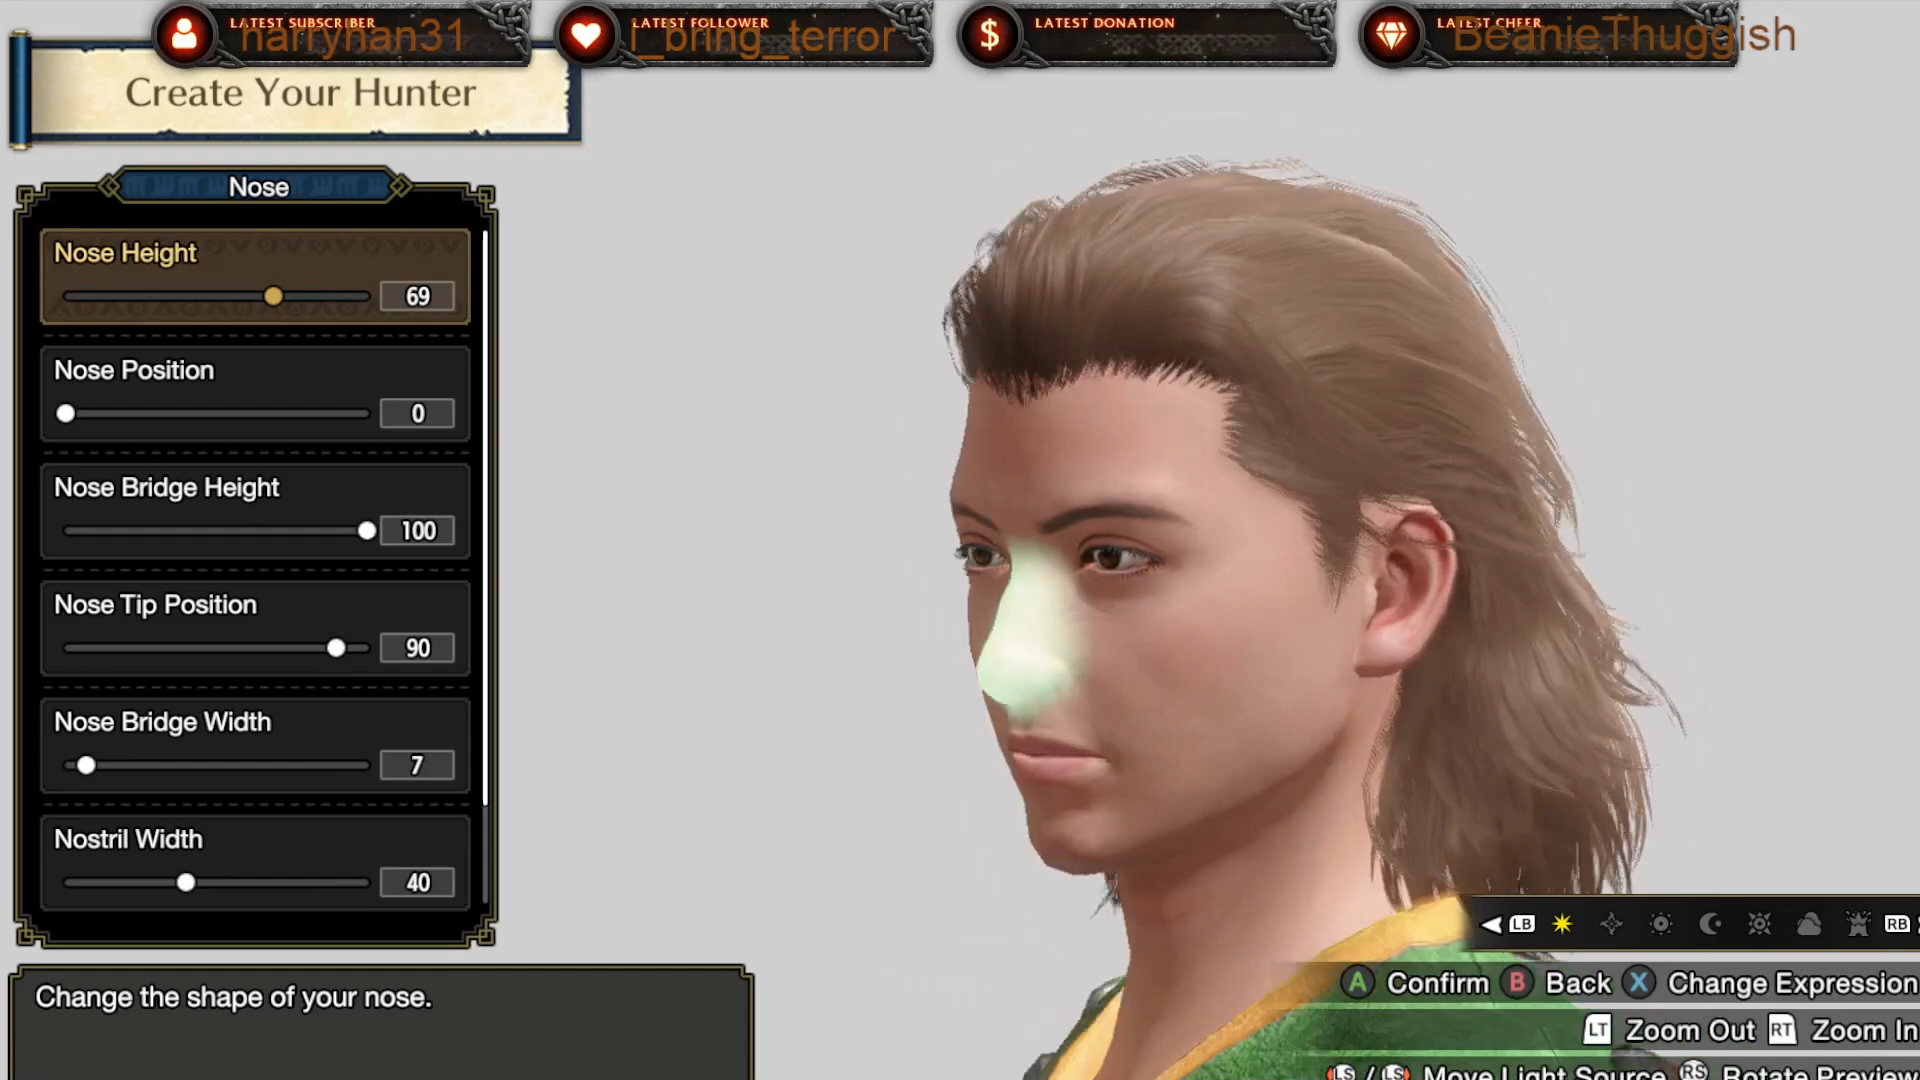 LATEST SUBSCRIBER
harryhan31
LATEST FOLLOWER
i_bring_terror
LATEST DONATION
LATEST CHEER
BeanieThuggish
Create Your Hunter
Nose
Nose Height
69
Nose Position
0
Nose Bridge Height
100
Nose Tip Position
90
Nose Bridge Width
7
Nostril Width
40
Change the shape of your nose.
LB RB
A Confirm B Back X Change Expression
LT Zoom Out RT Zoom In
LS / LS Move Light Source RS Rotate Preview